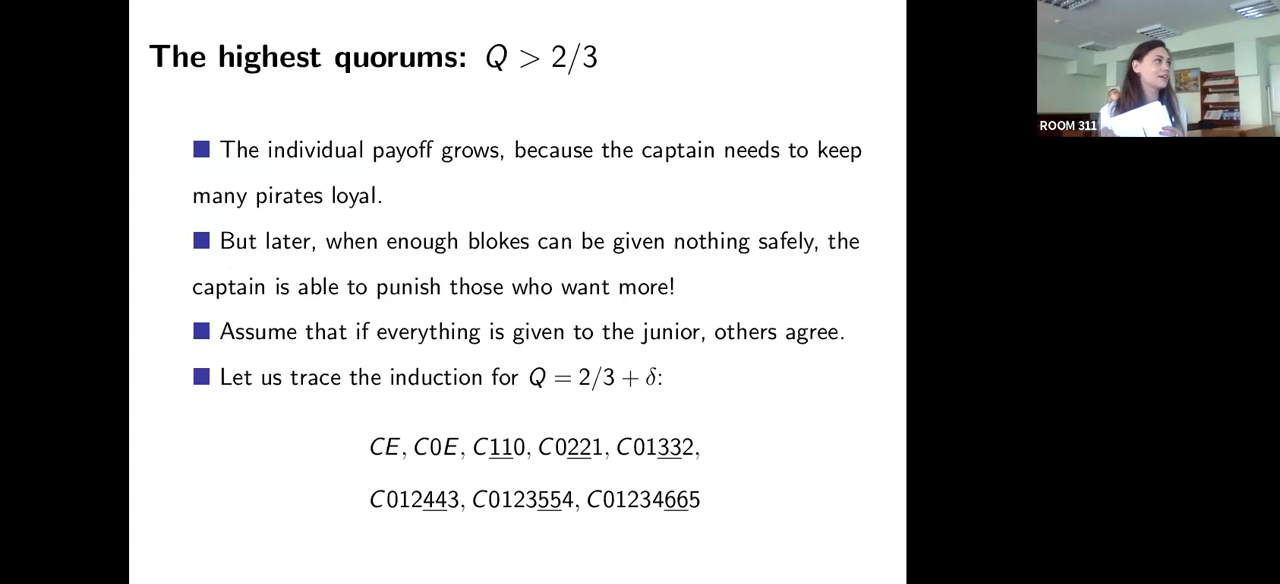 The highest quorums: Q > 2/3
■ The individual payoff grows, because the captain needs to keep
many pirates loyal.
■ But later, when enough blokes can be given nothing safely, the
captain is able to punish those who want more!
■ Assume that if everything is given to the junior, others agree.
■ Let us trace the induction for Q = 2/3 + δ:
CE, C0E, C110, C0221, C01332,
C012443, C0123554, C01234665
ROOM 311